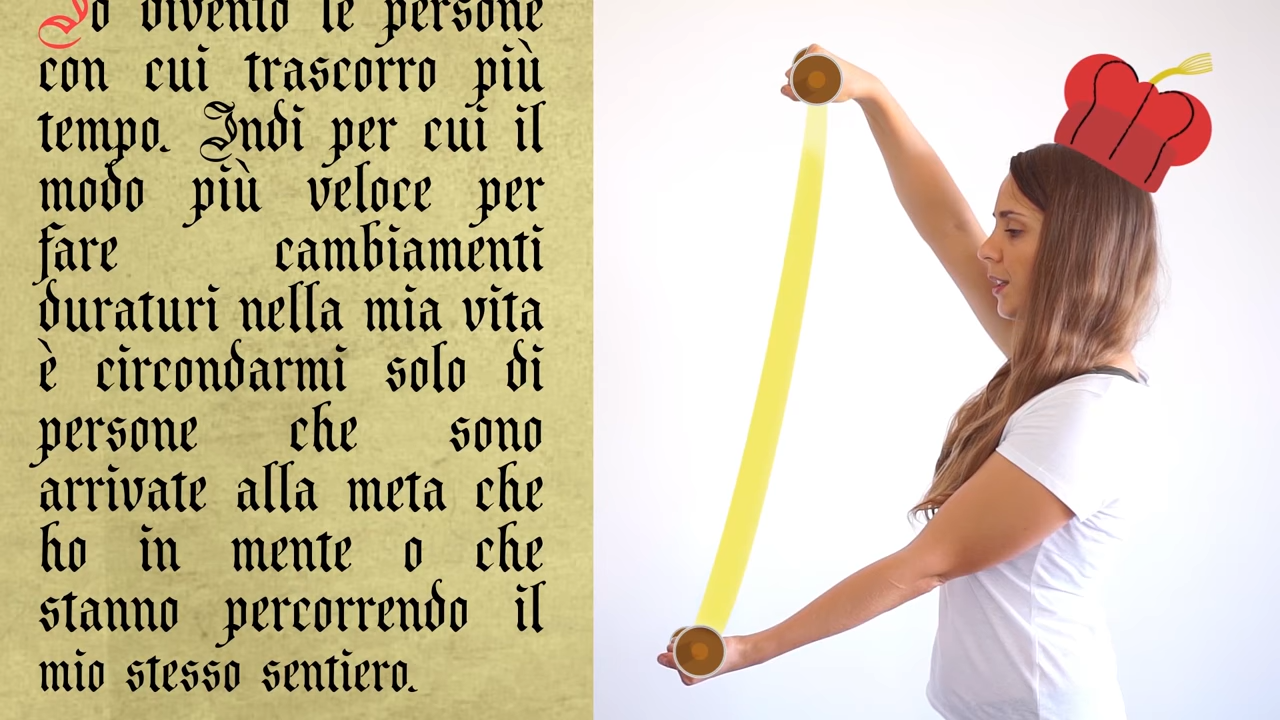 Io divento le persone
con cui trascorro più
tempo. Indi per cui il
modo più veloce per
fare cambiamenti
duraturi nella mia vita
è circondarmi solo di
persone che sono
arrivate alla meta che
ho in mente o che
stanno percorrendo il
mio stesso sentiero.